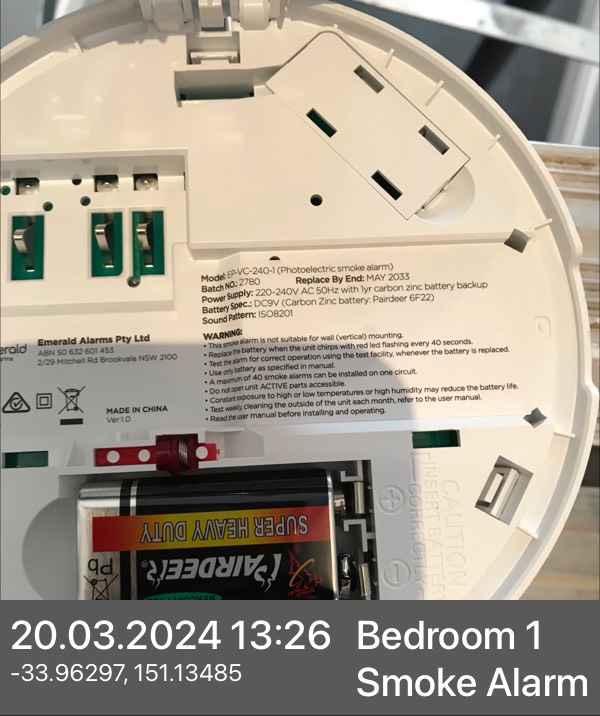 Model: EP-VC-240-1 (Photoelectric smoke alarm)
Batch NO.: 2780 Replace By End: MAY 2033
Power Supply: 220-240V AC 50Hz with 1yr carbon zinc battery backup
Battery Spec.: DC9V (Carbon Zinc battery: Pairdeer 6F22)
Sound Pattern: ISO8201
WARNING:
• This smoke alarm is not suitable for wall (vertical) mounting.
• Replace the battery when the unit chirps with red led flashing every 40 seconds.
• Test the alarm for correct operation using the test facility, whenever the battery is replaced.
• Use only battery as specified in manual.
• A maximum of 40 smoke alarms can be installed on one circuit.
• Do not open unit ACTIVE parts accessible.
• Constant exposure to high or low temperatures or high humidity may reduce the battery life.
• Test weekly, cleaning the outside of the unit each month, refer to the user manual.
• Read the user manual before installing and operating.
erald
rms
Emerald Alarms Pty Ltd
ABN 50 632 601 453
2/29 Mitchell Rd Brookvale NSW 2100
MADE IN CHINA
Ver:1.0
CAUTION
INSERT BATTERY
CORRECTLY
SUPER HEAVY DUTY
PAIRDEER
Pb
20.03.2024 13:26
-33.96297, 151.13485
Bedroom 1
Smoke Alarm